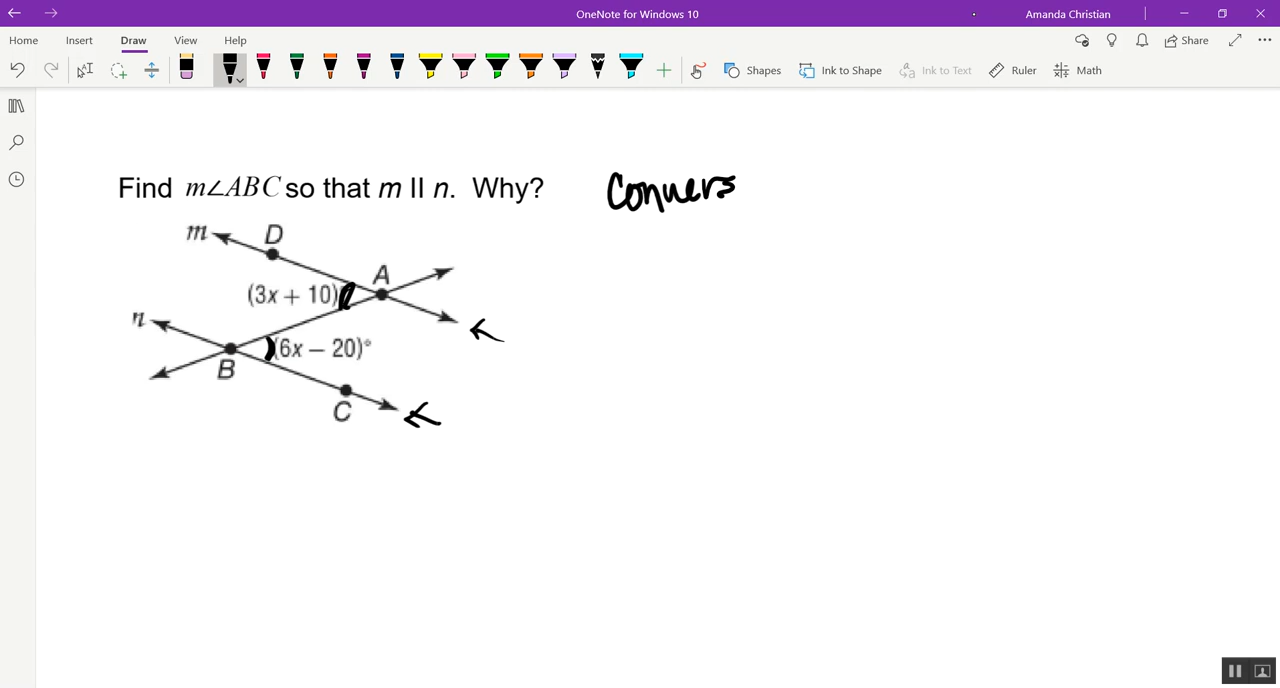 OneNote for Windows 10
Amanda Christian
Home Insert Draw View Help
Share
Shapes Ink to Shape Ink to Text Ruler Math
Find m∠ABC so that m ll n. Why? Convers
m D
A
(3x + 10)
n
(6x – 20)°
B
C